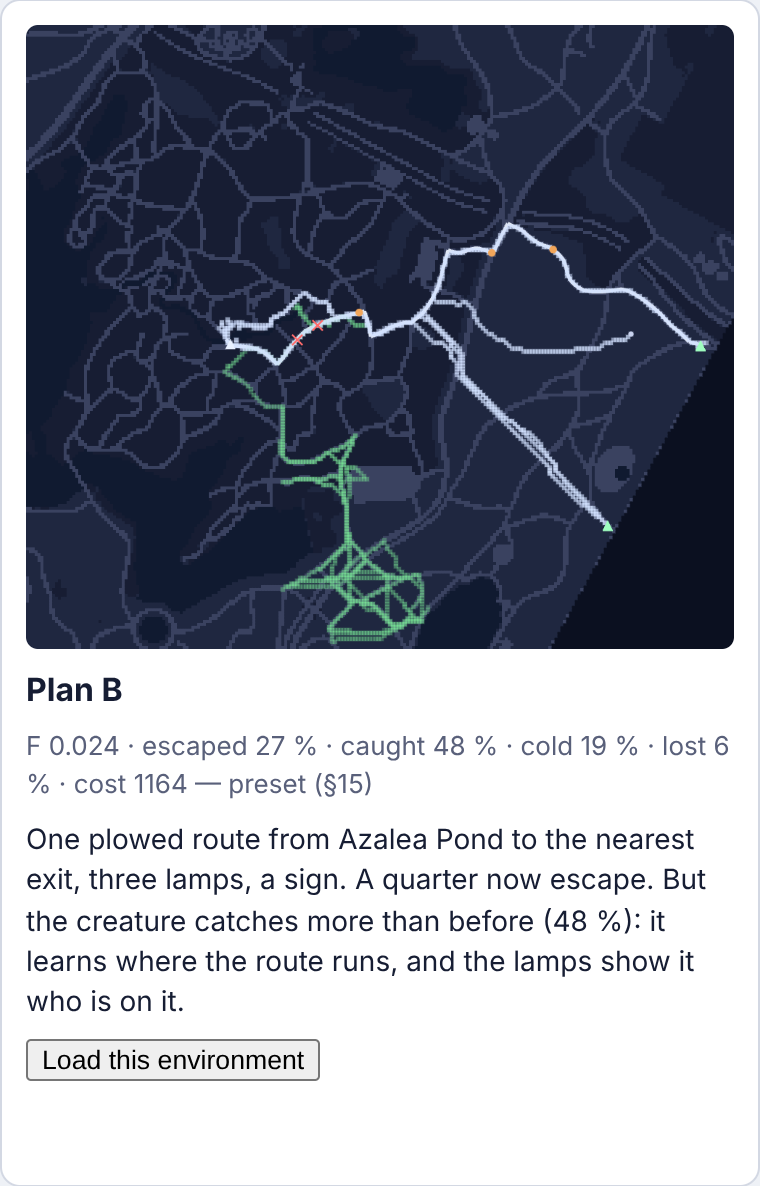 Plan B
F 0.024 · escaped 27 % · caught 48 % · cold 19 % · lost 6
% · cost 1164 — preset (§15)
One plowed route from Azalea Pond to the nearest
exit, three lamps, a sign. A quarter now escape. But
the creature catches more than before (48 %): it
learns where the route runs, and the lamps show it
who is on it.
Load this environment